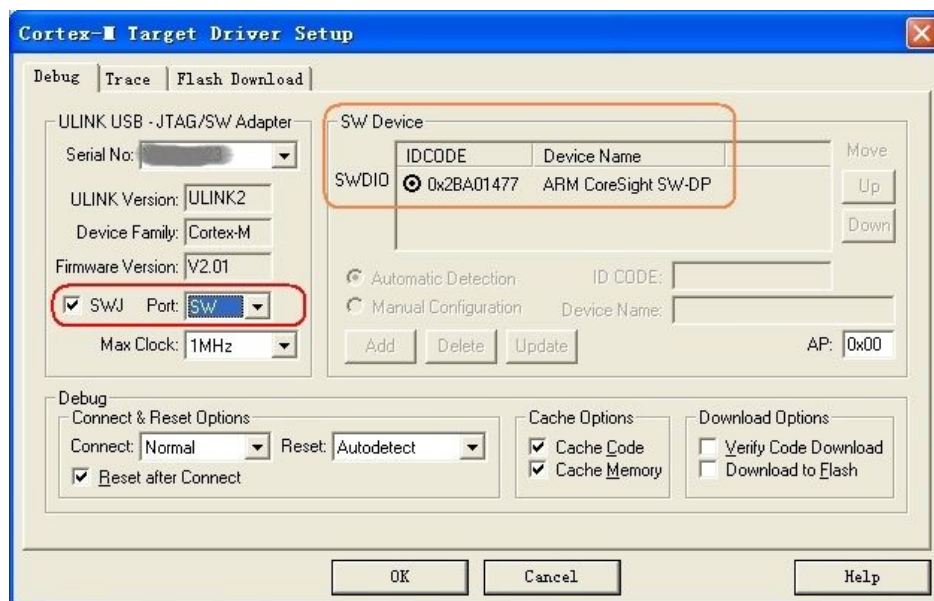 Cortex-M Target Driver Setup
Debug
Trace
Flash Download
ULINK USB - JTAG/SW Adapter
Serial No:
ULINK Version: ULINK2
Device Family: Cortex-M
Firmware Version: V2.01
SWJ Port: SW
Max Clock: 1MHz
SW Device
IDCODE Device Name
SWDIO 0x2BA01477 ARM CoreSight SW-DP
Move
Up
Down
Automatic Detection ID CODE:
Manual Configuration Device Name:
Add Delete Update AP: 0x00
Debug
Connect & Reset Options
Connect: Normal Reset: Autodetect
Reset after Connect
Cache Options
Cache Code
Cache Memory
Download Options
Verify Code Download
Download to Flash
OK Cancel Help